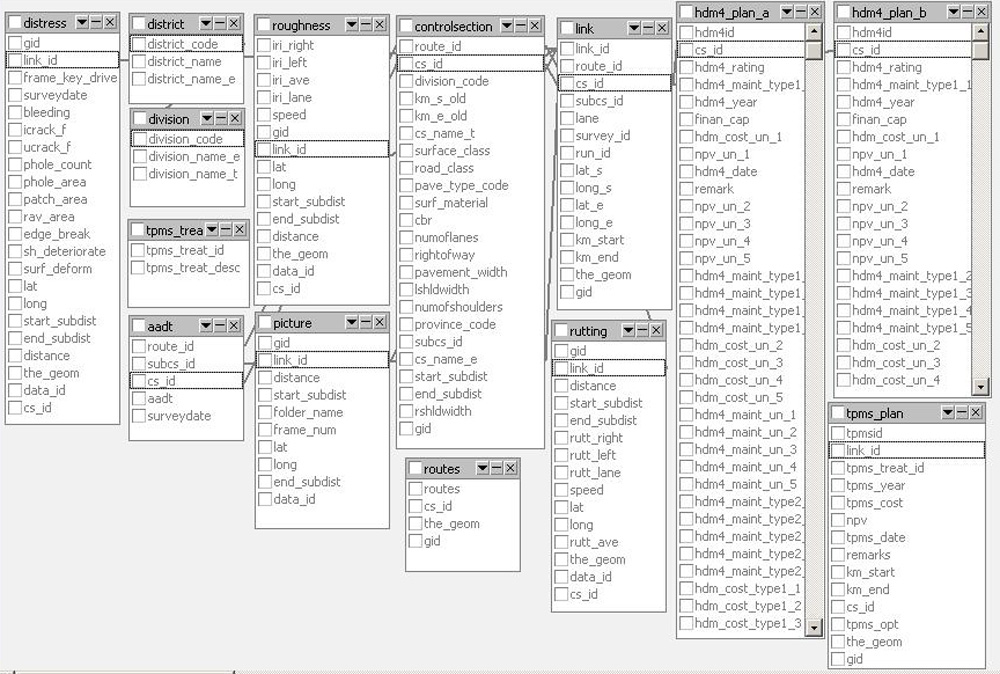 distress
gid
link_id
frame_key_drive
surveydate
bleeding
icrack_f
ucrack_f
phole_count
phole_area
patch_area
rav_area
edge_break
sh_deteriorate
surf_deform
lat
long
start_subdist
end_subdist
distance
the_geom
data_id
cs_id
district
district_code
district_name
district_name_e
division
division_code
division_name_e
division_name_t
tpms_trea
tpms_treat_id
tpms_treat_desc
aadt
route_id
subcs_id
cs_id
aadt
surveydate
roughness
iri_right
iri_left
iri_ave
iri_lane
speed
gid
link_id
lat
long
start_subdist
end_subdist
distance
the_geom
data_id
cs_id
picture
gid
link_id
distance
start_subdist
folder_name
frame_num
lat
long
end_subdist
data_id
controlsection
route_id
cs_id
division_code
km_s_old
km_e_old
cs_name_t
surface_class
road_class
pave_type_code
surf_material
cbr
numoflanes
rightofway
pavement_width
lshldwidth
numofshoulders
province_code
subcs_id
cs_name_e
start_subdist
end_subdist
rshldwidth
gid
routes
routes
cs_id
the_geom
gid
link
link_id
route_id
cs_id
subcs_id
lane
survey_id
run_id
lat_s
long_s
lat_e
long_e
km_start
km_end
the_geom
gid
rutting
gid
link_id
distance
start_subdist
end_subdist
rutt_right
rutt_left
rutt_lane
speed
lat
long
rutt_ave
the_geom
data_id
cs_id
hdm4_plan_a
hdm4id
cs_id
hdm4_rating
hdm4_maint_type1_
hdm4_year
finan_cap
hdm_cost_un_1
npv_un_1
hdm4_date
remark
npv_un_2
npv_un_3
npv_un_4
npv_un_5
hdm4_maint_type1_
hdm4_maint_type1_
hdm4_maint_type1_
hdm4_maint_type1_
hdm_cost_un_2
hdm_cost_un_3
hdm_cost_un_4
hdm_cost_un_5
hdm4_maint_un_1
hdm4_maint_un_2
hdm4_maint_un_3
hdm4_maint_un_4
hdm4_maint_un_5
hdm4_maint_type2_
hdm4_maint_type2_
hdm4_maint_type2_
hdm4_maint_type2_
hdm4_maint_type2_
hdm_cost_type1_1
hdm_cost_type1_2
hdm_cost_type1_3
hdm4_plan_b
hdm4id
cs_id
hdm4_rating
hdm4_maint_type1_1
hdm4_year
finan_cap
hdm_cost_un_1
npv_un_1
hdm4_date
remark
npv_un_2
npv_un_3
npv_un_4
npv_un_5
hdm4_maint_type1_2
hdm4_maint_type1_3
hdm4_maint_type1_4
hdm4_maint_type1_5
hdm_cost_un_2
hdm_cost_un_3
hdm_cost_un_4
tpms_plan
tpmsid
link_id
tpms_treat_id
tpms_year
tpms_cost
npv
tpms_date
remarks
km_start
km_end
cs_id
tpms_opt
the_geom
gid